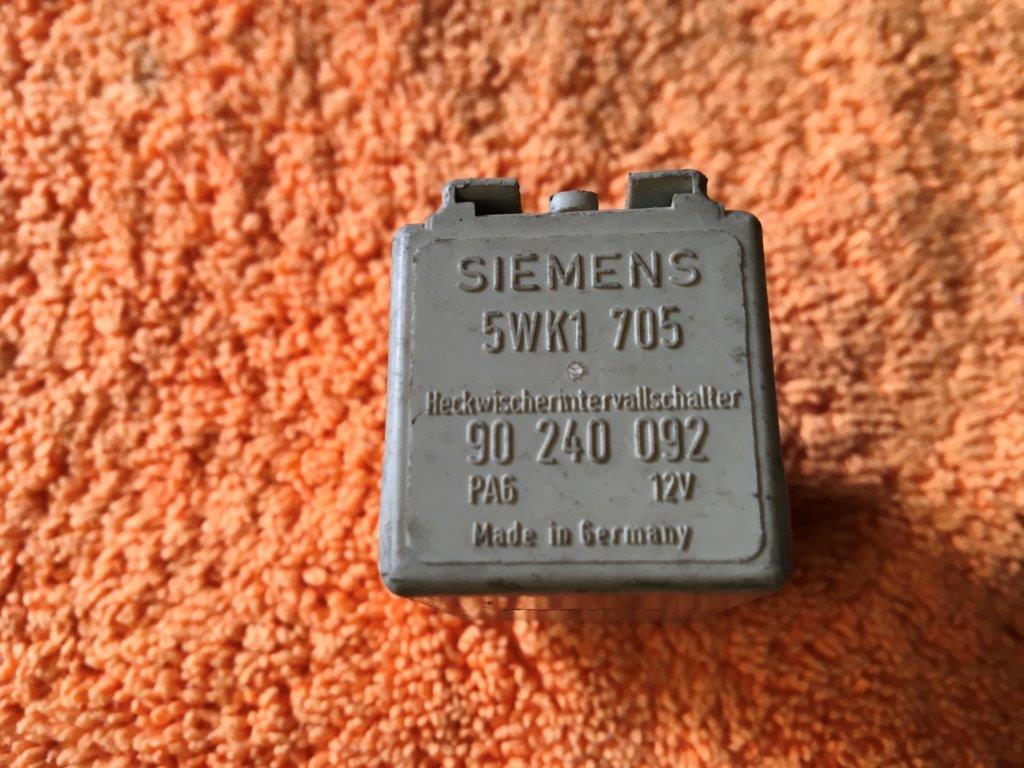 SIEMENS
5WK1 705
Heckwischerintervallschalter
90 240 092
PA6 12V
Made in Germany